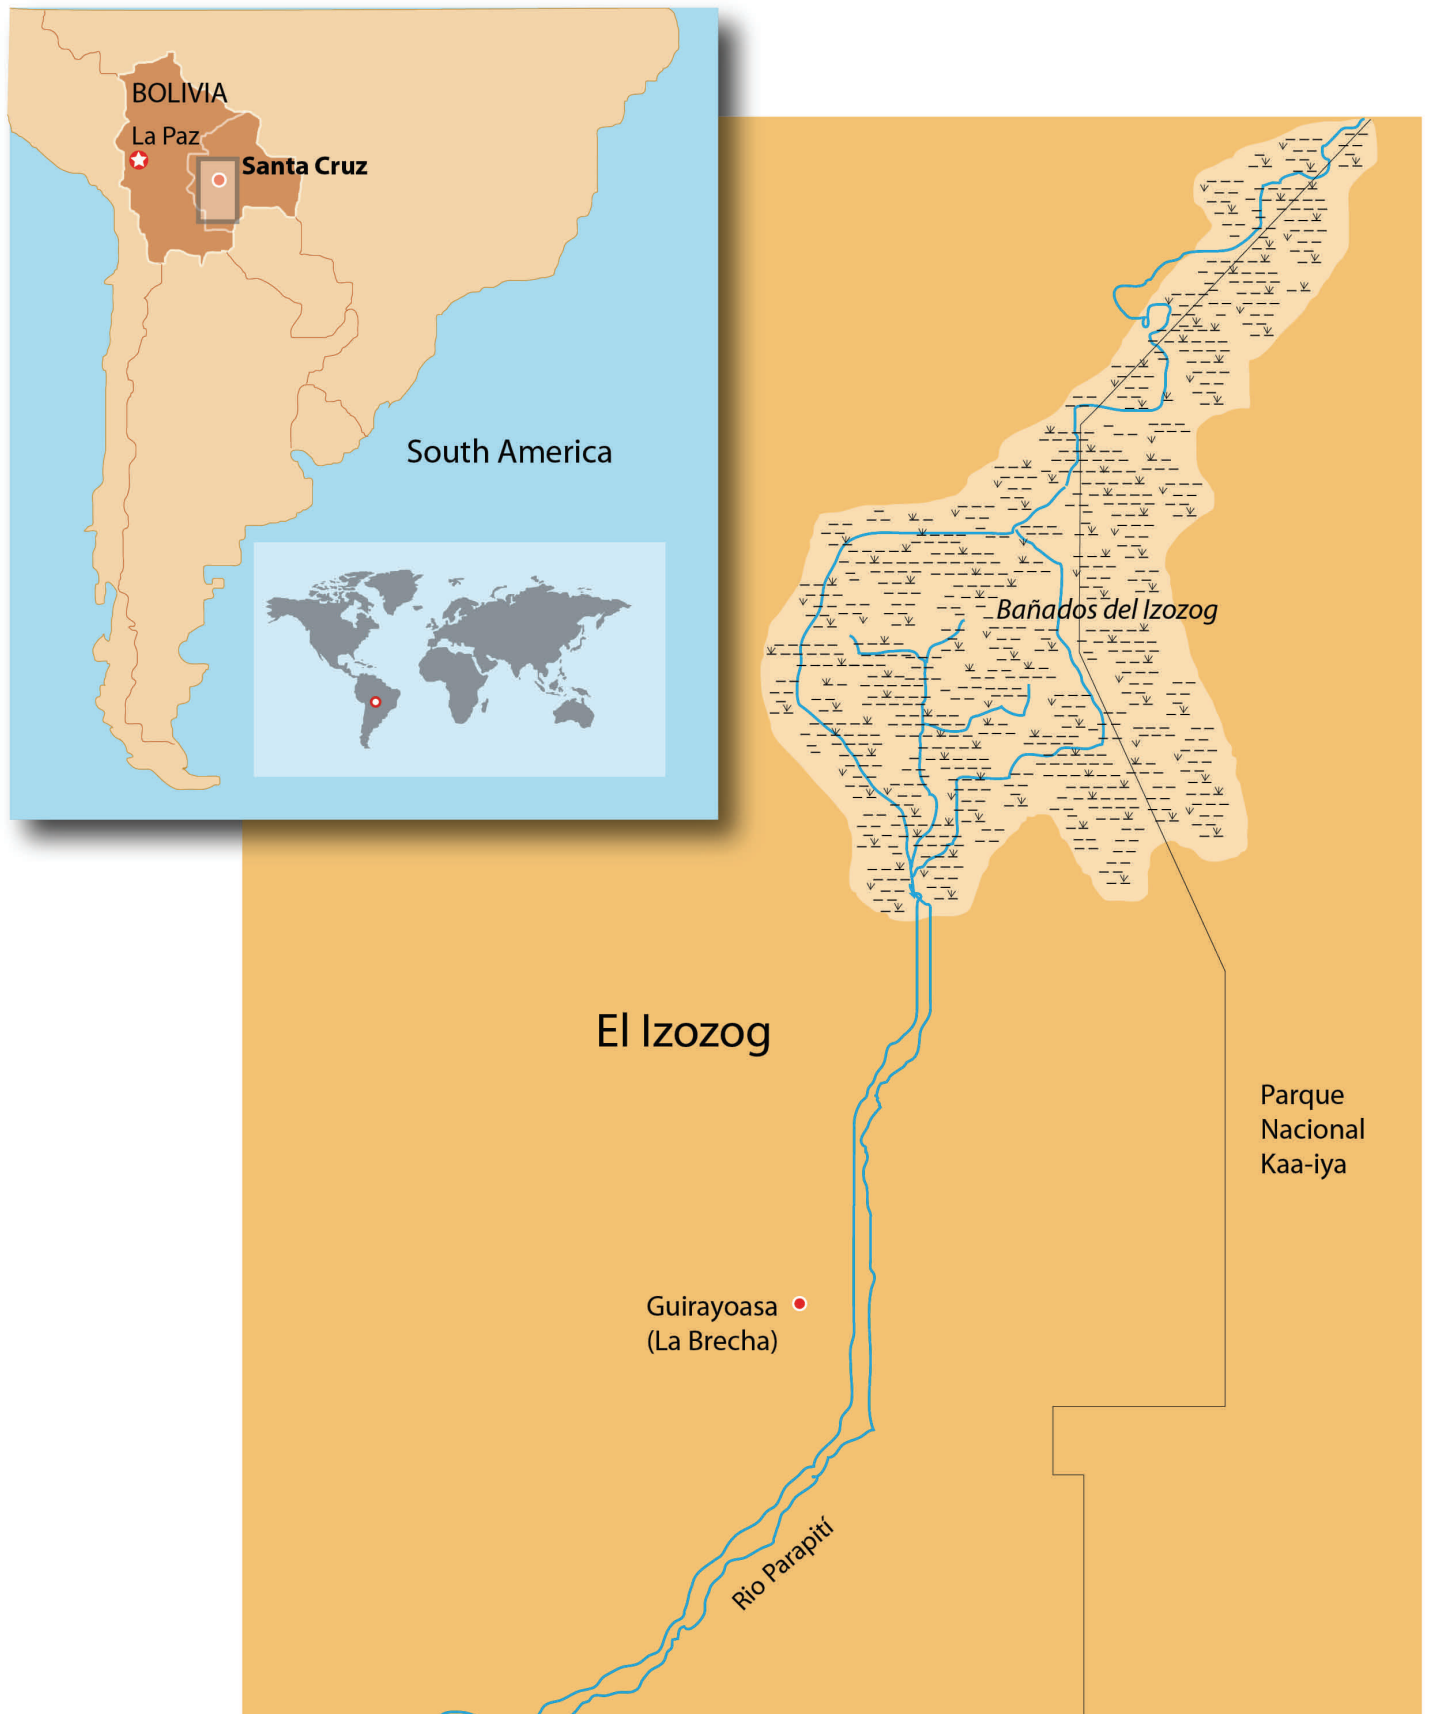 BOLIVIA
La Paz
Santa Cruz
South America
Bañados del Izozog
El Izozog
Parque
Nacional
Kaa-iya
Guirayoasa
(La Brecha)
Rio Parapití